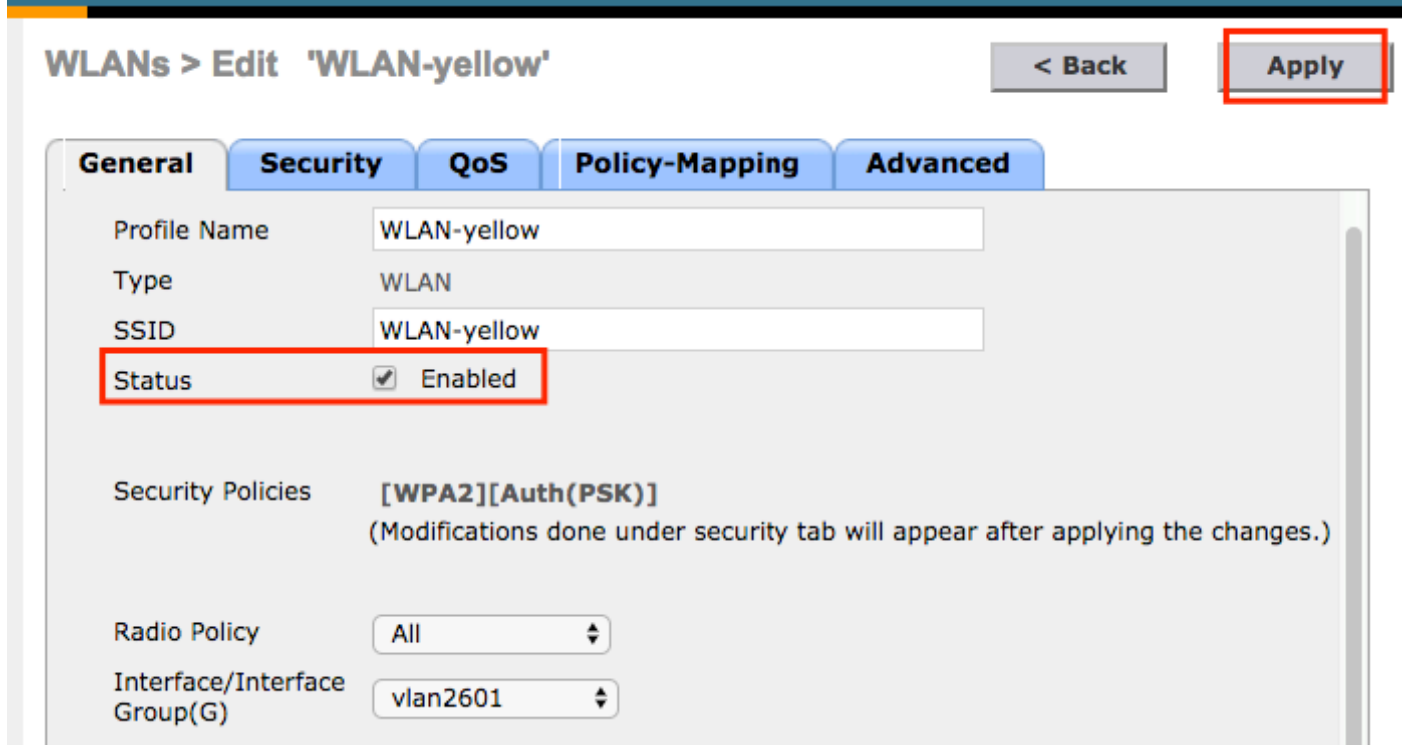 WLANs > Edit 'WLAN-yellow'
< Back
Apply
General Security QoS Policy-Mapping Advanced
Profile Name WLAN-yellow
Type WLAN
SSID WLAN-yellow
Status Enabled
Security Policies [WPA2][Auth(PSK)]
(Modifications done under security tab will appear after applying the changes.)
Radio Policy All
Interface/Interface
Group(G) vlan2601